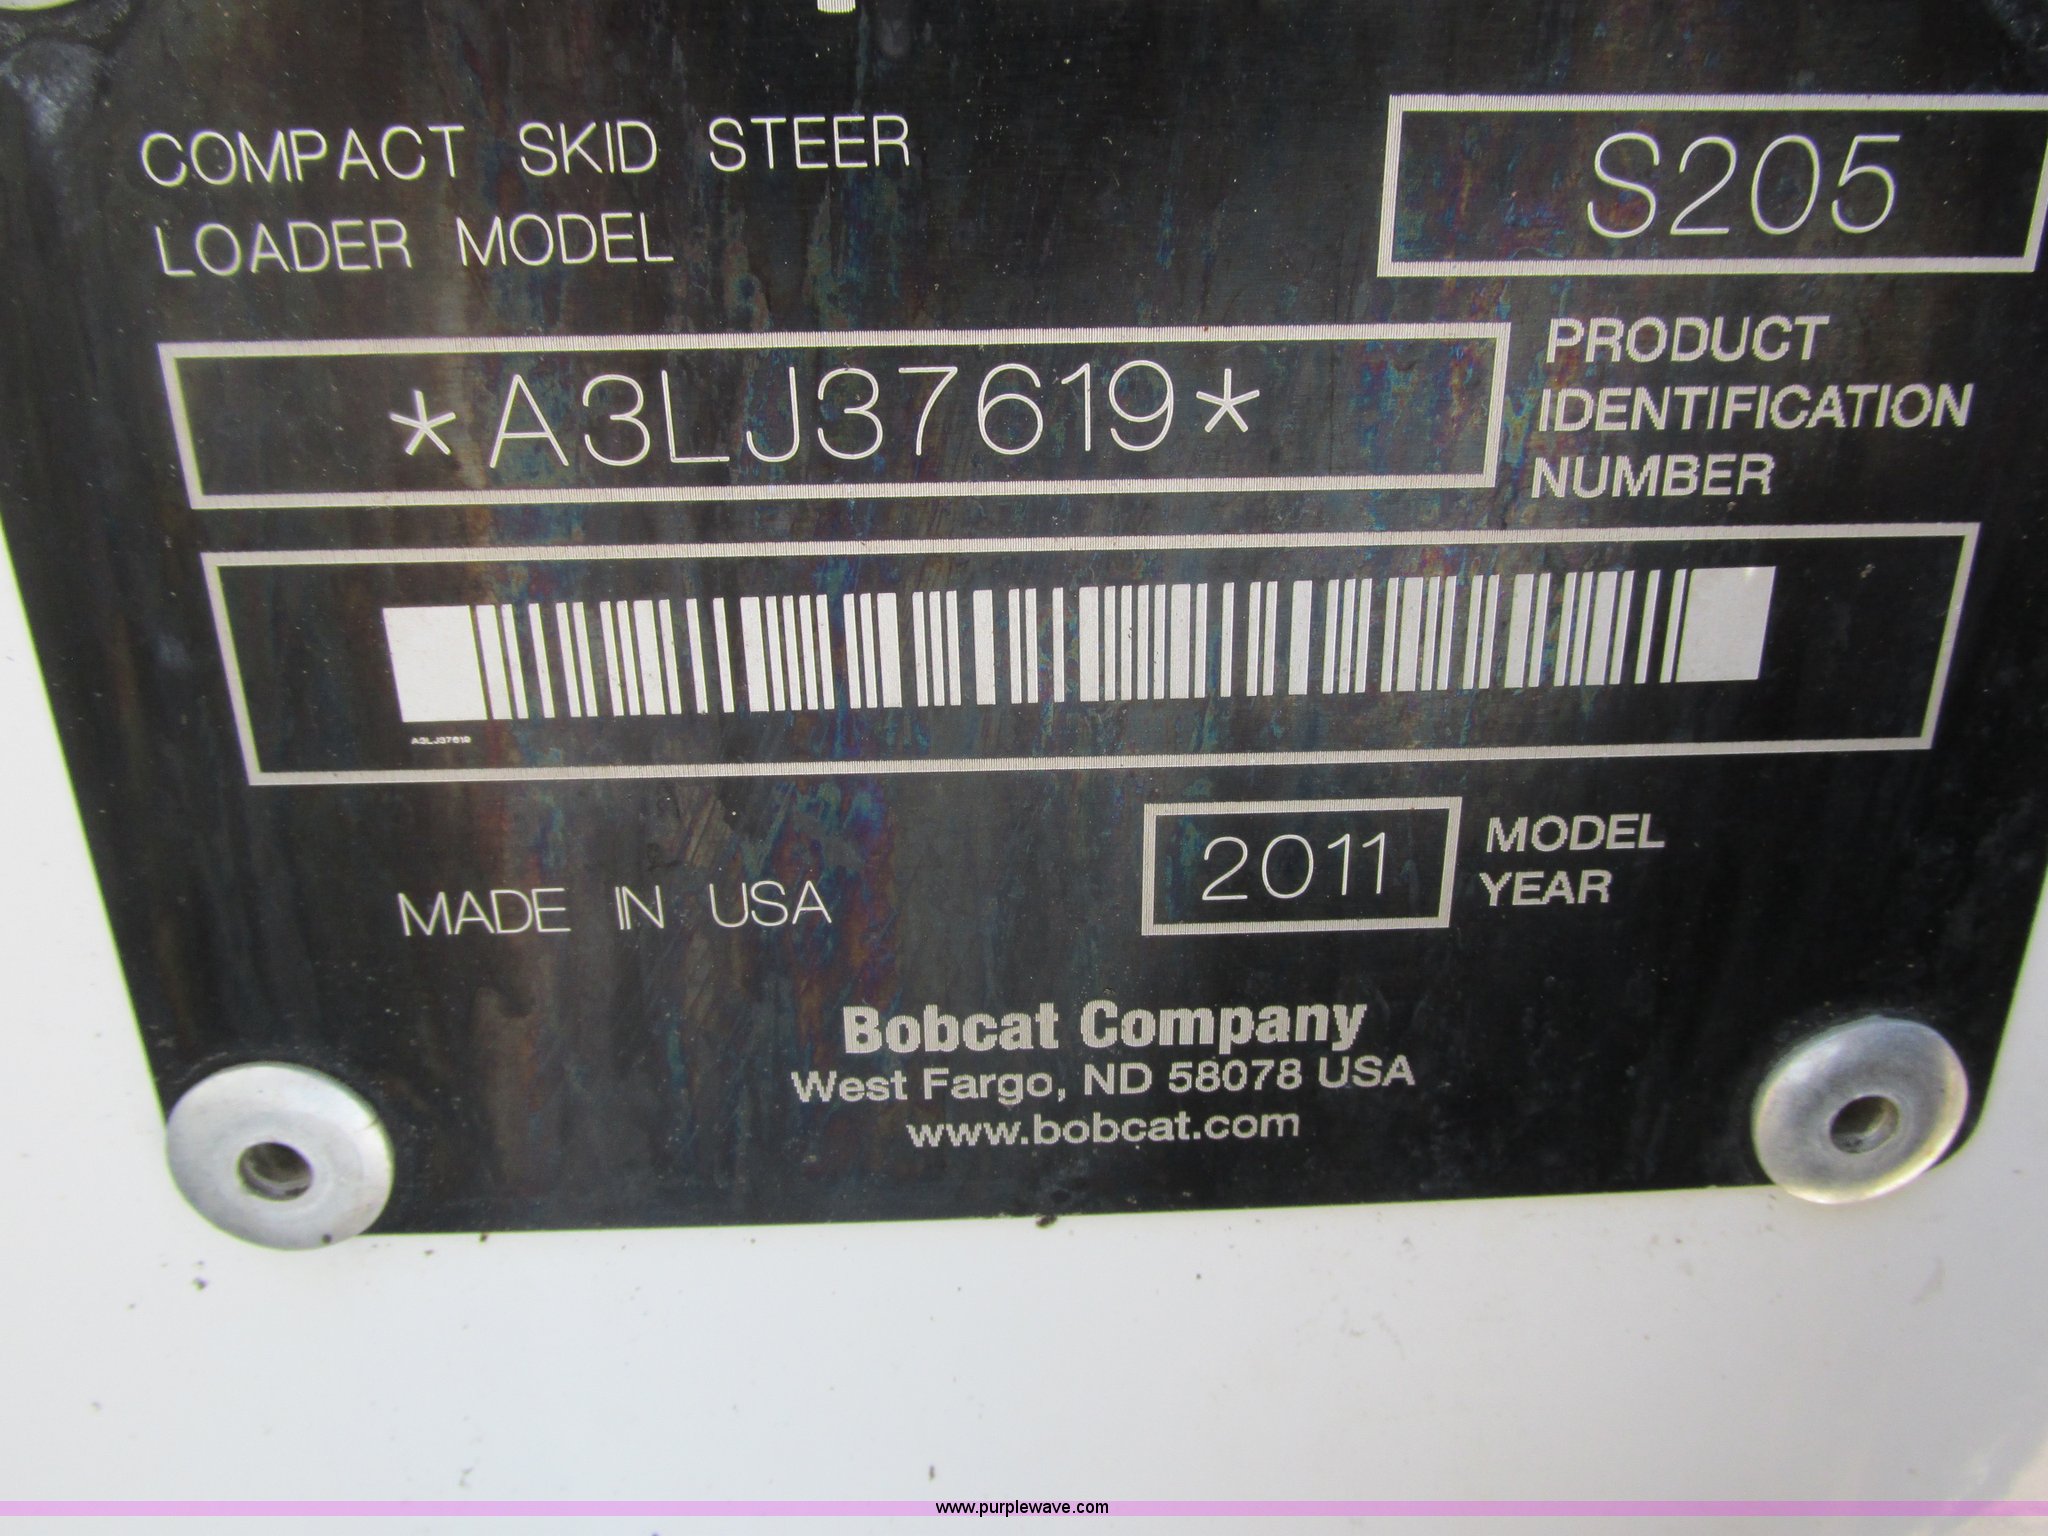 COMPACT SKID STEER
LOADER MODEL
S205
*A3LJ37619*
PRODUCT
IDENTIFICATION
NUMBER
A3LJ37619
MADE IN USA
2011
MODEL
YEAR
Bobcat Company
West Fargo, ND 58078 USA
www.bobcat.com
www.purplewave.com